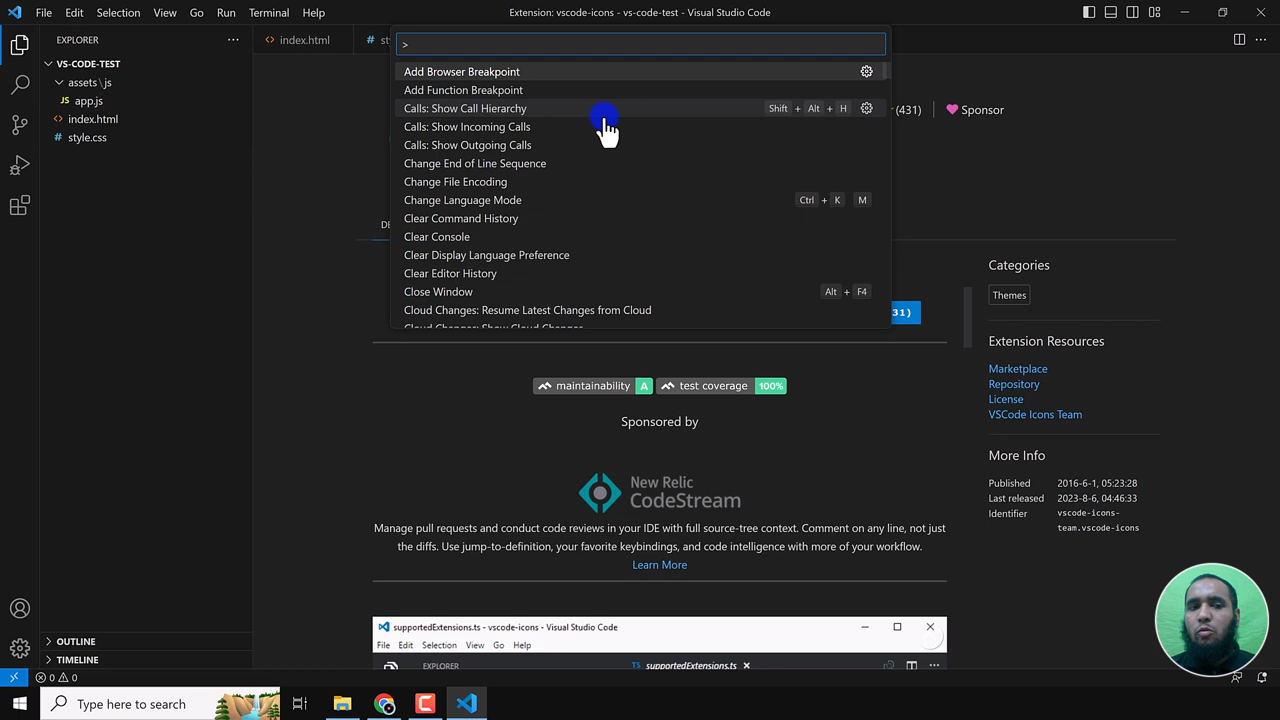 File Edit Selection View Go Run Terminal Help
Extension: vscode-icons - vs-code-test - Visual Studio Code
EXPLORER
index.html
>
VS-CODE-TEST
assets\js
JS app.js
index.html
style.css
Add Browser Breakpoint
Add Function Breakpoint
Calls: Show Call Hierarchy Shift + Alt + H
Calls: Show Incoming Calls
Calls: Show Outgoing Calls
Change End of Line Sequence
Change File Encoding
Change Language Mode Ctrl + K M
Clear Command History
Clear Console
Clear Display Language Preference
Clear Editor History
Close Window Alt + F4
Cloud Changes: Resume Latest Changes from Cloud
Cloud Changes: Show Cloud Changes
(431)
Sponsor
31)
maintainability A test coverage 100%
Sponsored by
New Relic
CodeStream
Manage pull requests and conduct code reviews in your IDE with full source-tree context. Comment on any line, not just
the diffs. Use jump-to-definition, your favorite keybindings, and code intelligence with more of your workflow.
Learn More
supportedExtensions.ts - vscode-icons - Visual Studio Code
File Edit Selection View Go Help
EXPLORER
TS supportedExtensions.ts
Categories
Themes
Extension Resources
Marketplace
Repository
License
VSCode Icons Team
More Info
Published 2016-6-1, 05:23:28
Last released 2023-8-6, 04:46:33
Identifier vscode-icons-
team.vscode-icons
OUTLINE
TIMELINE
0 0
Type here to search